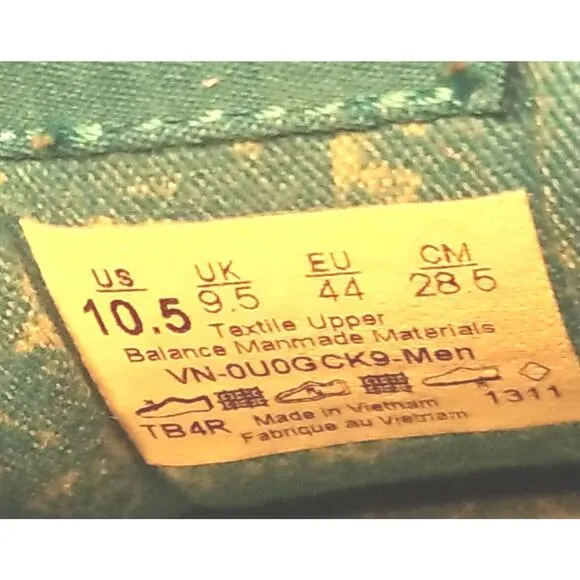 US UK EU CM
10.5 9.5 44 28.5
Textile Upper
Balance Manmade Materials
VN-0U0GCK9-Men
TB4R Made in Vietnam 1311
Fabrique au Vietnam